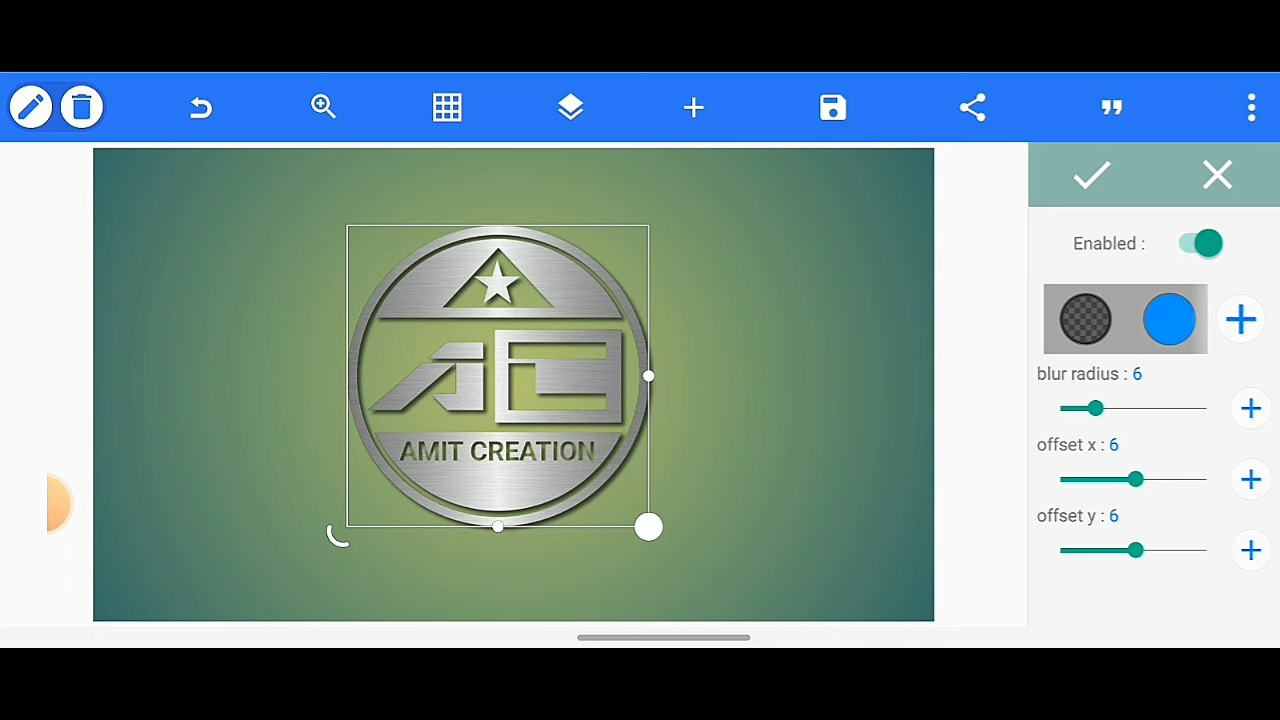 Enabled :
blur radius : 6
offset x : 6
offset y : 6
AMIT CREATION